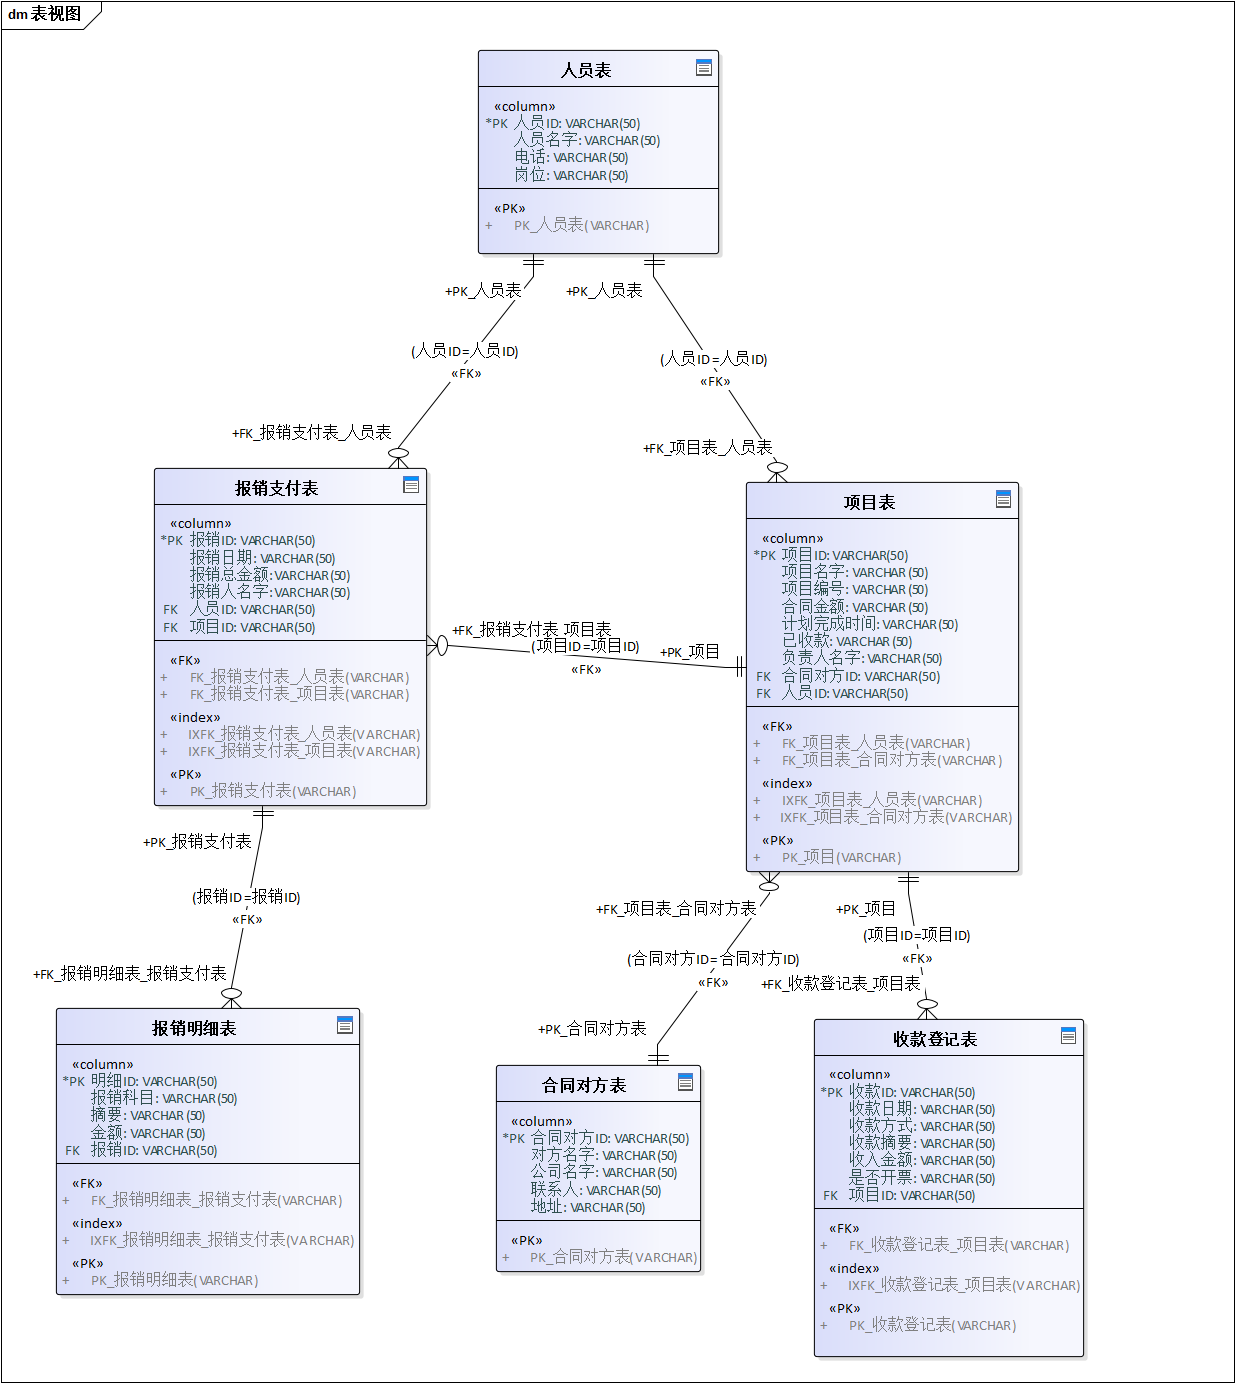 dm 表视图
人员表
«column»
*PK 人员ID: VARCHAR(50)
人员名字: VARCHAR(50)
电话: VARCHAR(50)
岗位: VARCHAR(50)
«PK»
+ PK_人员表(VARCHAR)
+PK_人员表
+PK_人员表
(人员ID=人员ID)
«FK»
(人员ID=人员ID)
«FK»
+FK_报销支付表_人员表
+FK_项目表_人员表
报销支付表
«column»
*PK 报销ID: VARCHAR(50)
报销日期: VARCHAR(50)
报销总金额: VARCHAR(50)
报销人名字: VARCHAR(50)
FK 人员ID: VARCHAR(50)
FK 项目ID: VARCHAR(50)
«FK»
+ FK_报销支付表_人员表(VARCHAR)
+ FK_报销支付表_项目表(VARCHAR)
«index»
+ IXFK_报销支付表_人员表(VARCHAR)
+ IXFK_报销支付表_项目表(VARCHAR)
«PK»
+ PK_报销支付表(VARCHAR)
+FK_报销支付表_项目表
(项目ID=项目ID)
+PK_项目
«FK»
项目表
«column»
*PK 项目ID: VARCHAR(50)
项目名字: VARCHAR(50)
项目编号: VARCHAR(50)
合同金额: VARCHAR(50)
计划完成时间: VARCHAR(50)
已收款: VARCHAR(50)
负责人名字: VARCHAR(50)
FK 合同对方ID: VARCHAR(50)
FK 人员ID: VARCHAR(50)
«FK»
+ FK_项目表_人员表(VARCHAR)
+ FK_项目表_合同对方表(VARCHAR)
«index»
+ IXFK_项目表_人员表(VARCHAR)
+ IXFK_项目表_合同对方表(VARCHAR)
«PK»
+ PK_项目(VARCHAR)
+PK_报销支付表
(报销ID=报销ID)
«FK»
+FK_报销明细表_报销支付表
+FK_项目表_合同对方表
(合同对方ID=合同对方ID)
«FK»
+PK_合同对方表
+PK_项目
(项目ID=项目ID)
«FK»
+FK_收款登记表_项目表
报销明细表
«column»
*PK 明细ID: VARCHAR(50)
报销科目: VARCHAR(50)
摘要: VARCHAR(50)
金额: VARCHAR(50)
FK 报销ID: VARCHAR(50)
«FK»
+ FK_报销明细表_报销支付表(VARCHAR)
«index»
+ IXFK_报销明细表_报销支付表(VARCHAR)
«PK»
+ PK_报销明细表(VARCHAR)
合同对方表
«column»
*PK 合同对方ID: VARCHAR(50)
对方名字: VARCHAR(50)
公司名字: VARCHAR(50)
联系人: VARCHAR(50)
地址: VARCHAR(50)
«PK»
+ PK_合同对方表(VARCHAR)
收款登记表
«column»
*PK 收款ID: VARCHAR(50)
收款日期: VARCHAR(50)
收款方式: VARCHAR(50)
收款摘要: VARCHAR(50)
收入金额: VARCHAR(50)
是否开票: VARCHAR(50)
FK 项目ID: VARCHAR(50)
«FK»
+ FK_收款登记表_项目表(VARCHAR)
«index»
+ IXFK_收款登记表_项目表(VARCHAR)
«PK»
+ PK_收款登记表(VARCHAR)